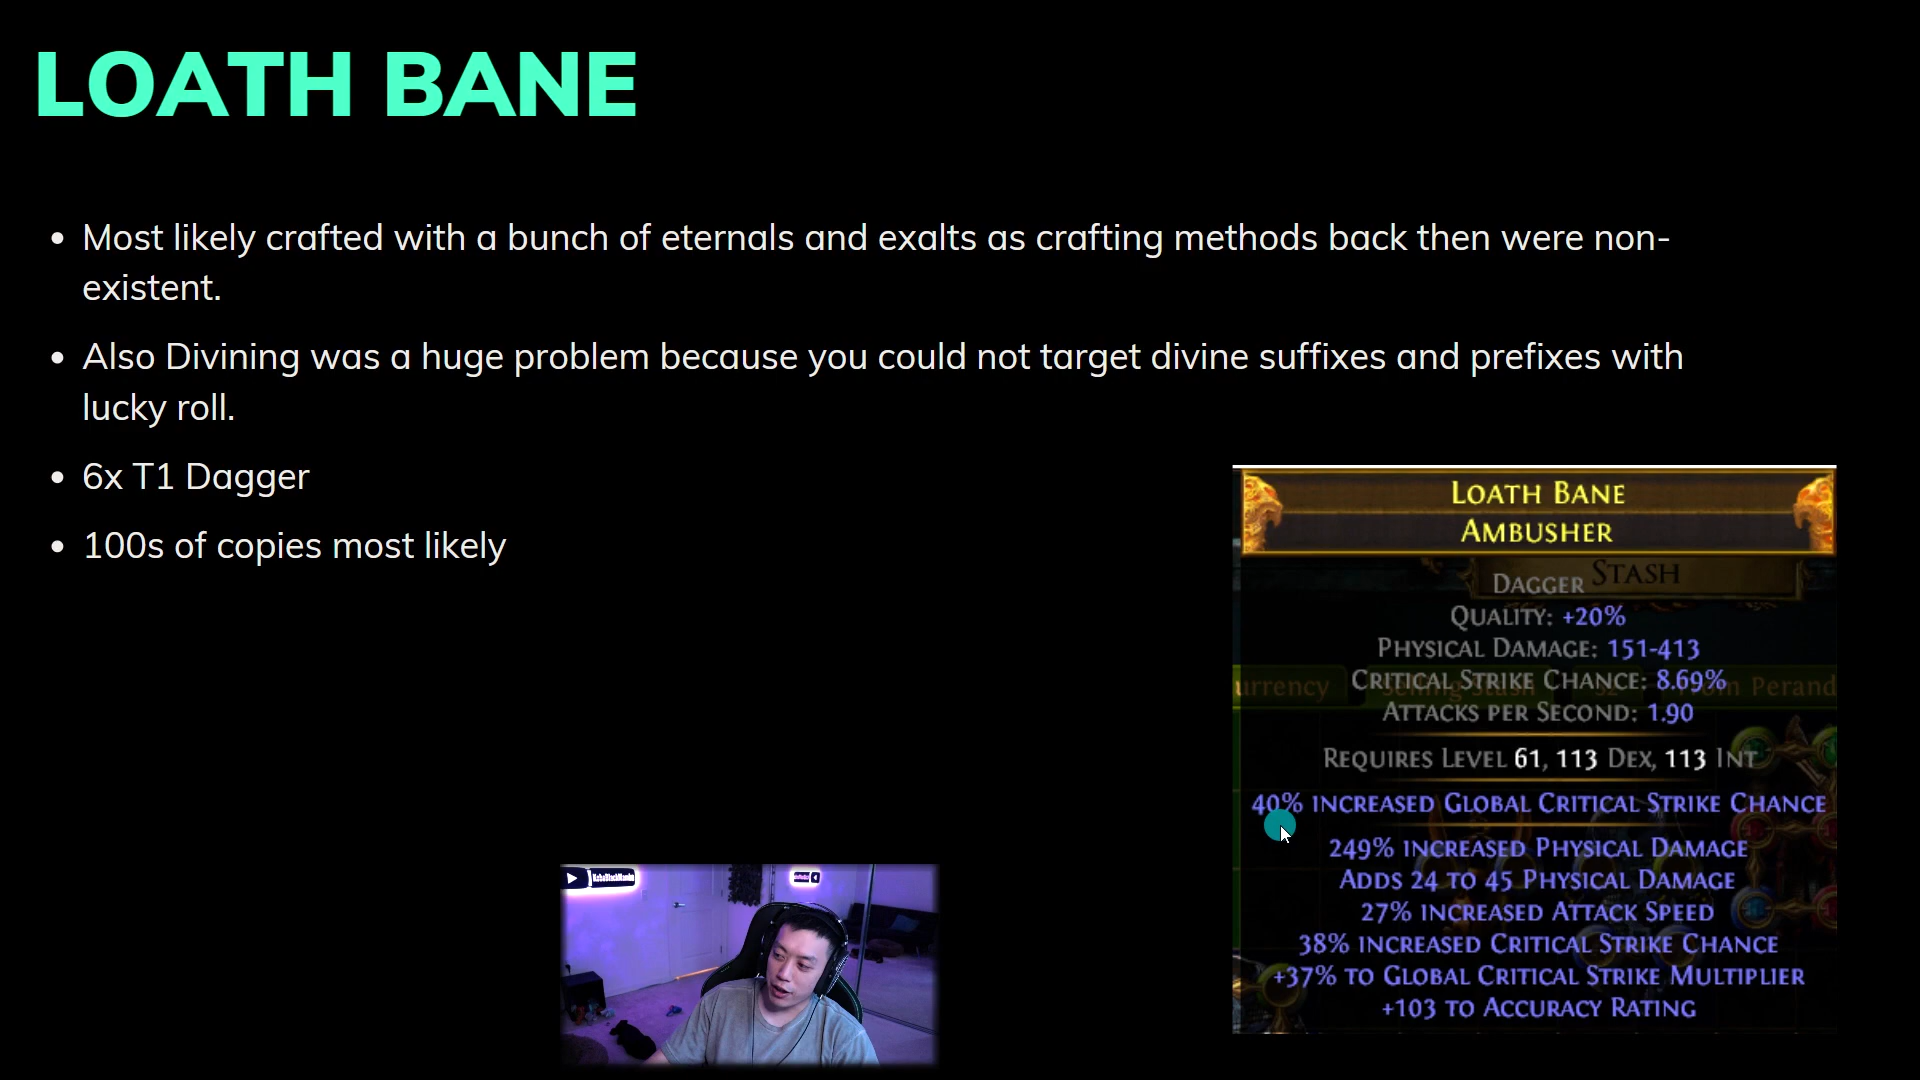 LOATH BANE
Most likely crafted with a bunch of eternals and exalts as crafting methods back then were non-
existent.
Also Divining was a huge problem because you could not target divine suffixes and prefixes with
lucky roll.
6x T1 Dagger
100s of copies most likely
LOATH BANE
AMBUSHER
STASH
DAGGER
QUALITY: +20%
PHYSICAL DAMAGE: 151-413
CRITICAL STRIKE CHANCE: 8.69%
ATTACKS PER SECOND: 1.90
REQUIRES LEVEL 61, 113 DEX, 113 INT
40% INCREASED GLOBAL CRITICAL STRIKE CHANCE
249% INCREASED PHYSICAL DAMAGE
ADDS 24 TO 45 PHYSICAL DAMAGE
27% INCREASED ATTACK SPEED
38% INCREASED CRITICAL STRIKE CHANCE
+37% TO GLOBAL CRITICAL STRIKE MULTIPLIER
+103 TO ACCURACY RATING